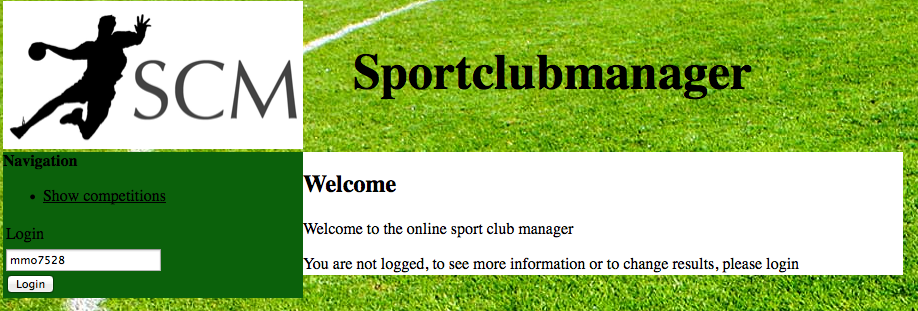 SCM
Sportclubmanager
Navigation
Show competitions
Login
mmo7528
Login
Welcome
Welcome to the online sport club manager
You are not logged, to see more information or to change results, please login